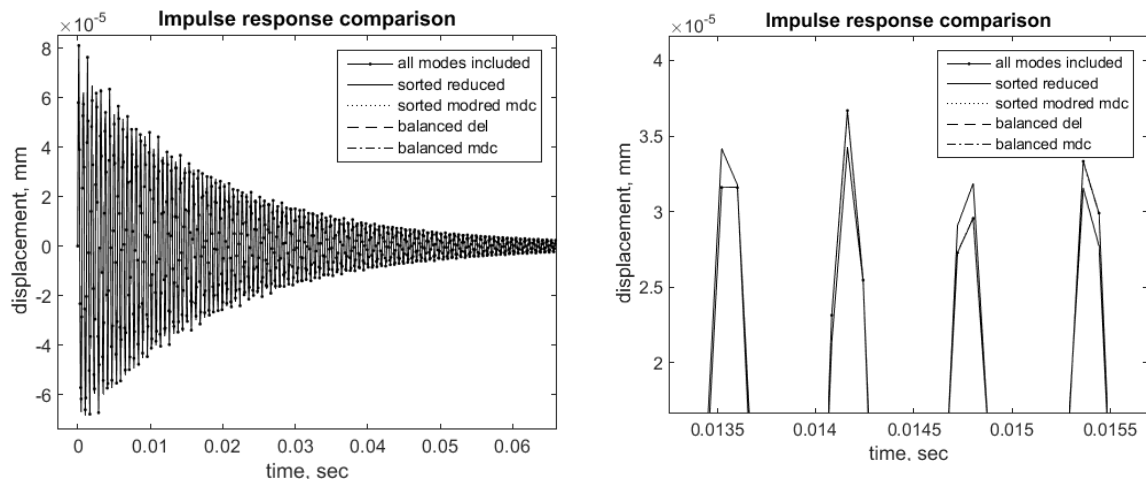 Impulse response comparison
×10-5
8
6
4
2
0
-2
-4
-6
displacement, mm
0 0.01 0.02 0.03 0.04 0.05 0.06
time, sec
all modes included
sorted reduced
sorted modred mdc
balanced del
balanced mdc
Impulse response comparison
×10-5
4
3.5
3
2.5
2
displacement, mm
0.0135 0.014 0.0145 0.015 0.0155
time, sec
all modes included
sorted reduced
sorted modred mdc
balanced del
balanced mdc